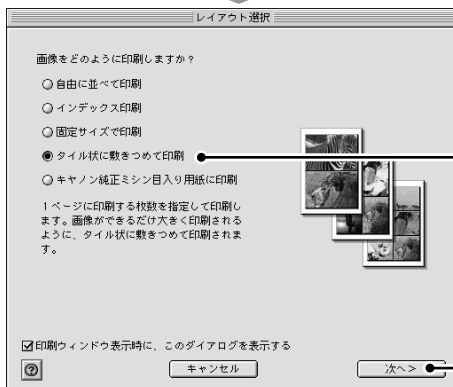 レイアウト選択
画像をどのように印刷しますか？
自由に並べて印刷
インデックス印刷
固定サイズで印刷
タイル状に敷きつめて印刷
キヤノン純正ミシン目入り用紙に印刷
1ページに印刷する枚数を指定して印刷し
ます。画像ができるだけ大きく印刷される
ように、タイル状に敷きつめて印刷されま
す。
印刷ウィンドウ表示時に、このダイアログを表示する
? キャンセル 次へ＞